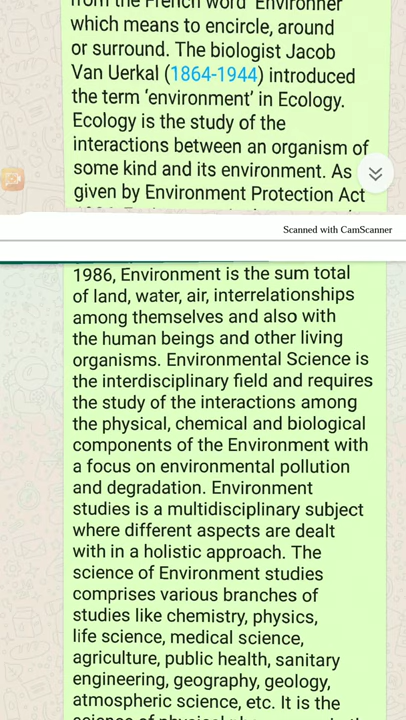 from the French word 'Environner'
which means to encircle, around
or surround. The biologist Jacob
Van Uerkal (1864-1944) introduced
the term 'environment' in Ecology.
Ecology is the study of the
interactions between an organism of
some kind and its environment. As
given by Environment Protection Act
Scanned with CamScanner
1986, Environment is the sum total
of land, water, air, interrelationships
among themselves and also with
the human beings and other living
organisms. Environmental Science is
the interdisciplinary field and requires
the study of the interactions among
the physical, chemical and biological
components of the Environment with
a focus on environmental pollution
and degradation. Environment
studies is a multidisciplinary subject
where different aspects are dealt
with in a holistic approach. The
science of Environment studies
comprises various branches of
studies like chemistry, physics,
life science, medical science,
agriculture, public health, sanitary
engineering, geography, geology,
atmospheric science, etc. It is the